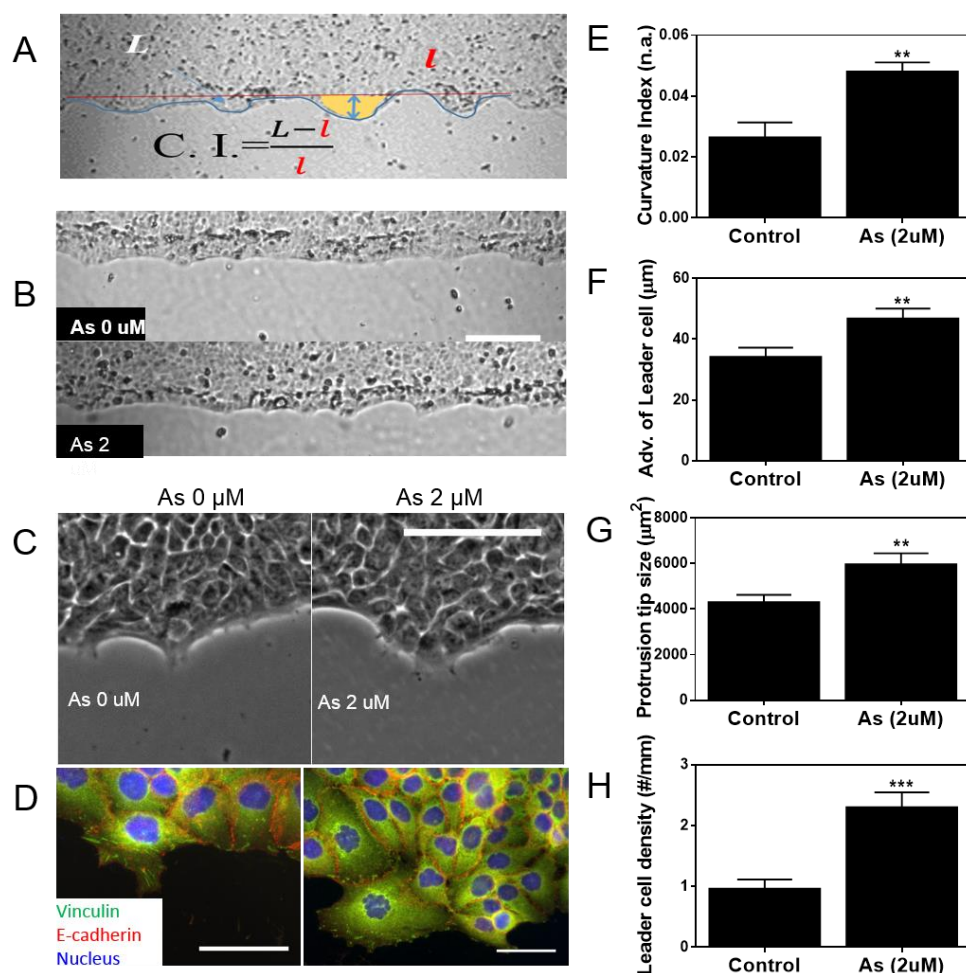 A
L
l
C. I.=
L-l
l
B
As 0 uM
As 2
As 0 μM
As 2 μM
C
As 0 uM
As 2 uM
D
Vinculin
E-cadherin
Nucleus
E
Curvature Index (n.a.)
0.06
0.04
0.02
0.00
**
Control
As (2uM)
F
Adv. of Leader cell (μm)
60
40
20
0
**
Control
As (2uM)
G
Protrusion tip size (μm²)
8000
6000
4000
2000
0
**
Control
As (2uM)
H
Leader cell density (#/mm)
3
2
1
0
***
Control
As (2uM)